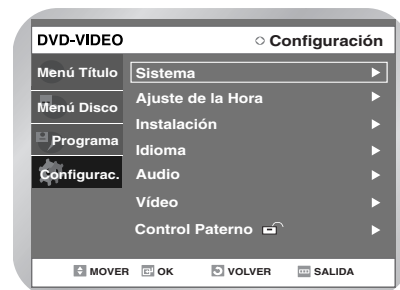 DVD-VIDEO
Configuración
Menú Título
Menú Disco
Programa
Configurac.
Sistema
Ajuste de la Hora
Instalación
Idioma
Audio
Vídeo
Control Paterno
MOVER OK VOLVER SALIDA